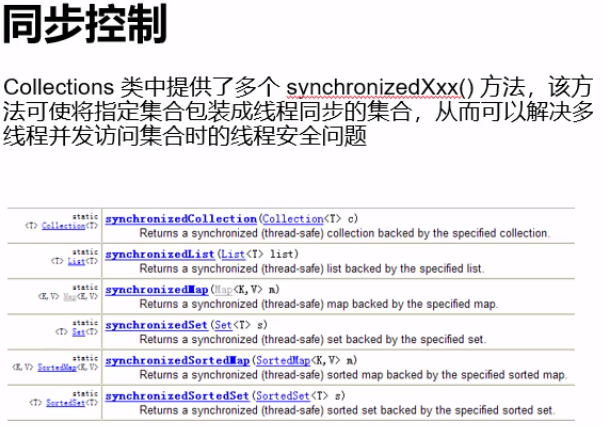 同步控制
Collections 类中提供了多个 synchronizedXxx() 方法，该方
法可使将指定集合包装成线程同步的集合，从而可以解决多
线程并发访问集合时的线程安全问题
static
<T> Collection<T>
synchronizedCollection(Collection<T> c)
Returns a synchronized (thread-safe) collection backed by the specified collection.
static
<T> List<T>
synchronizedList(List<T> list)
Returns a synchronized (thread-safe) list backed by the specified list.
static
<K,V> Map<K,V>
synchronizedMap(Map<K,V> m)
Returns a synchronized (thread-safe) map backed by the specified map.
static
<T> Set<T>
synchronizedSet(Set<T> s)
Returns a synchronized (thread-safe) set backed by the specified set.
static
<K,V> SortedMap<K,V>
synchronizedSortedMap(SortedMap<K,V> m)
Returns a synchronized (thread-safe) sorted map backed by the specified sorted map.
static
<T> SortedSet<T>
synchronizedSortedSet(SortedSet<T> s)
Returns a synchronized (thread-safe) sorted set backed by the specified sorted set.